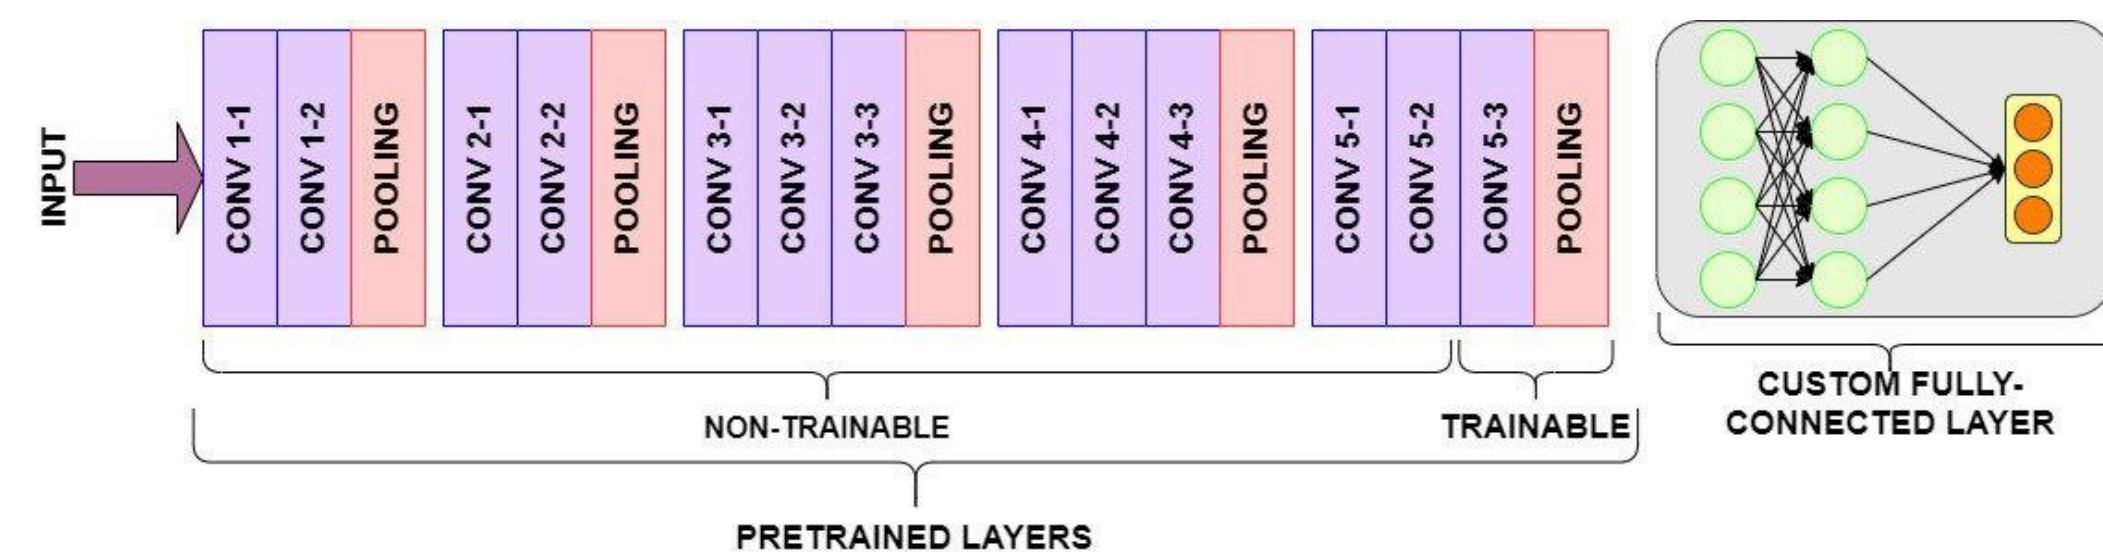 INPUT
CONV 1-1
CONV 1-2
POOLING
CONV 2-1
CONV 2-2
POOLING
CONV 3-1
CONV 3-2
CONV 3-3
POOLING
CONV 4-1
CONV 4-2
CONV 4-3
POOLING
CONV 5-1
CONV 5-2
CONV 5-3
POOLING
NON-TRAINABLE
TRAINABLE
CUSTOM FULLY-
CONNECTED LAYER
PRETRAINED LAYERS